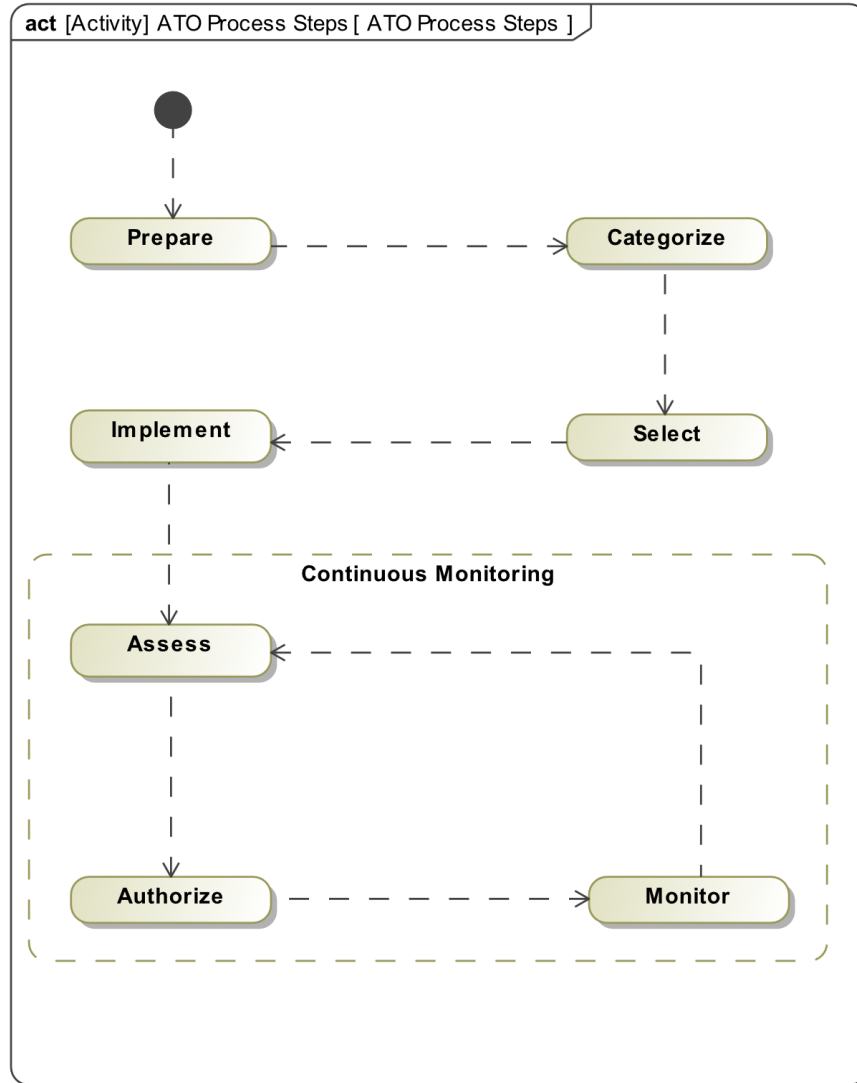 act [Activity] ATO Process Steps [ ATO Process Steps ]
Prepare
Categorize
Implement
Select
Continuous Monitoring
Assess
Authorize
Monitor